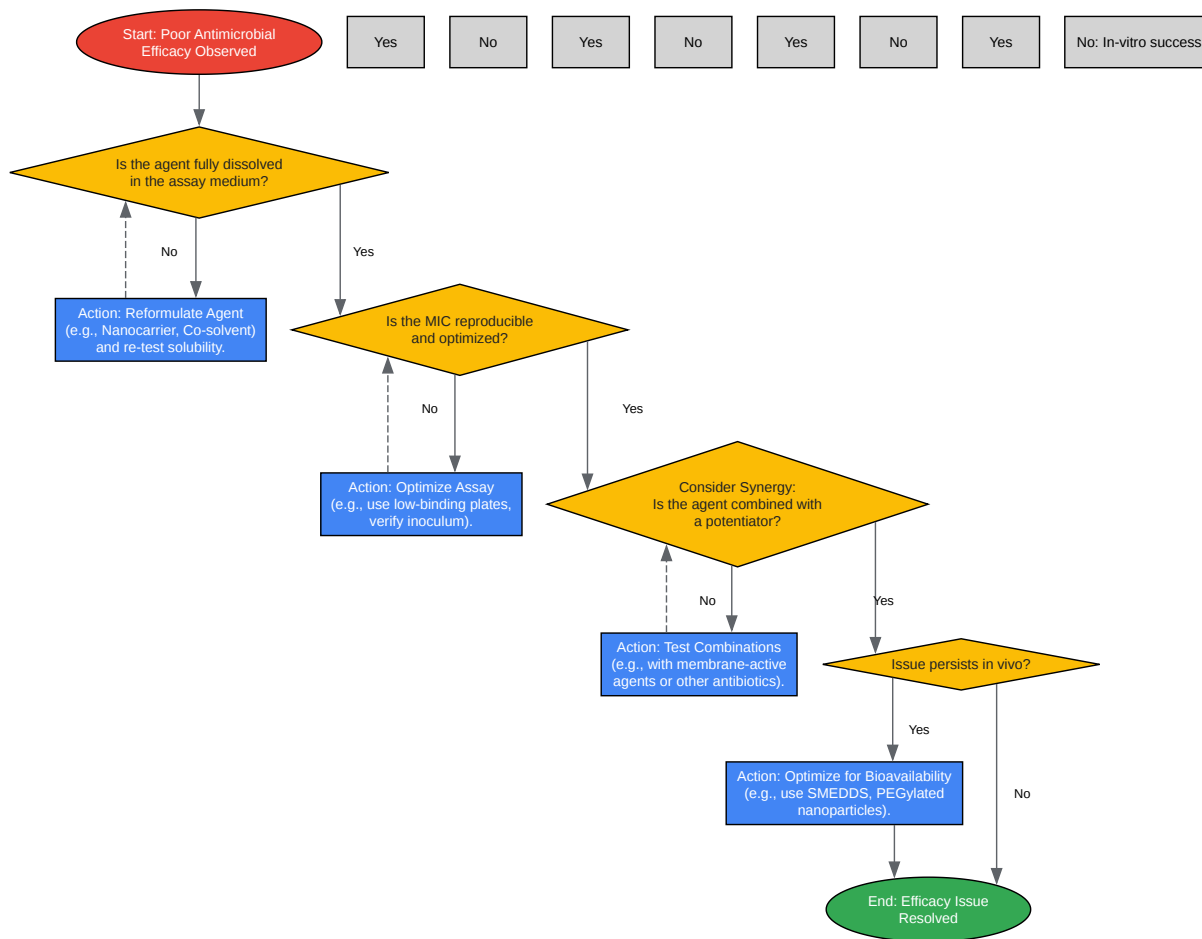 Start: Poor Antimicrobial
Efficacy Observed
Yes
No
Yes
No
Yes
No
Yes
No: In-vitro success
Is the agent fully dissolved
in the assay medium?
No
Yes
Action: Reformulate Agent
(e.g., Nanocarrier, Co-solvent)
and re-test solubility.
Is the MIC reproducible
and optimized?
No
Yes
Action: Optimize Assay
(e.g., use low-binding plates,
verify inoculum).
Consider Synergy:
Is the agent combined with
a potentiator?
No
Yes
Action: Test Combinations
(e.g., with membrane-active
agents or other antibiotics).
Issue persists in vivo?
Yes
No
Action: Optimize for Bioavailability
(e.g., use SMEDDS, PEGylated
nanoparticles).
End: Efficacy Issue
Resolved